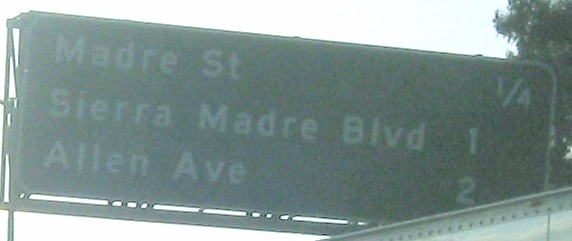 Madre St 1/4
Sierra Madre Blvd 1
Allen Ave 2